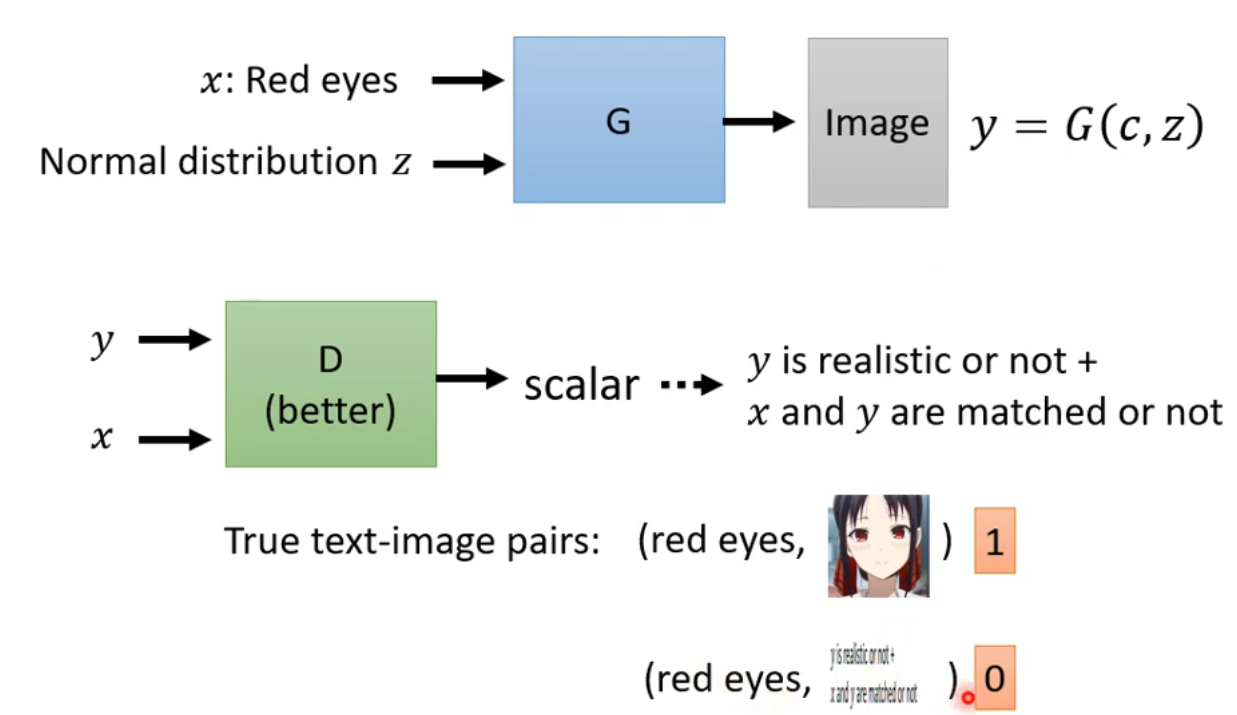 x: Red eyes
Normal distribution z
G
Image
y = G(c, z)
y
x
D
(better)
scalar
y is realistic or not +
x and y are matched or not
True text-image pairs: (red eyes, ) 1
(red eyes, ) 0
y is realistic or not +
x and y are matched or not